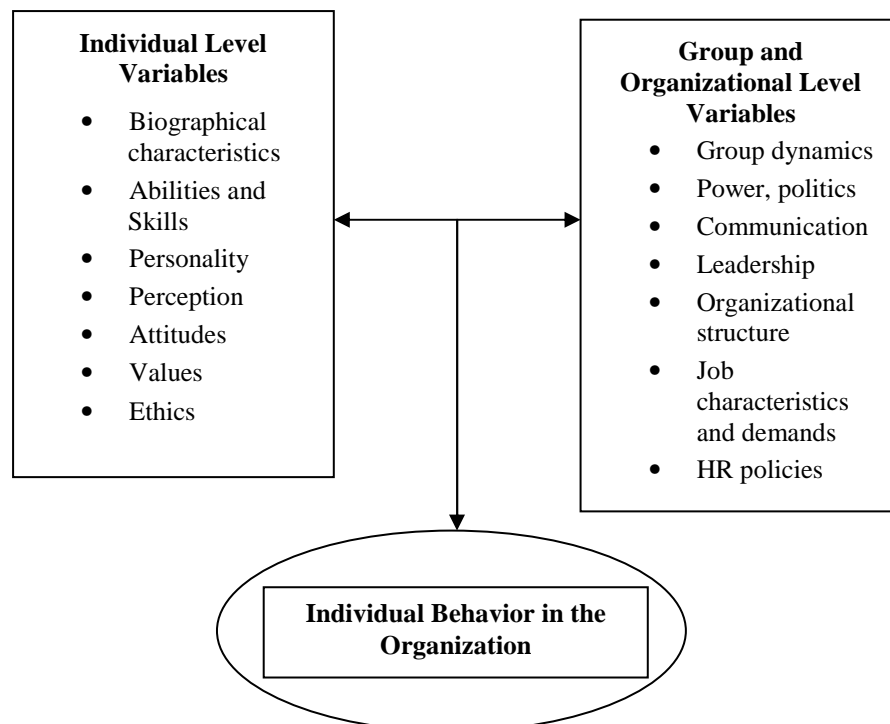 Individual Level
Variables
• Biographical
characteristics
• Abilities and
Skills
• Personality
• Perception
• Attitudes
• Values
• Ethics
Group and
Organizational Level
Variables
• Group dynamics
• Power, politics
• Communication
• Leadership
• Organizational
structure
• Job
characteristics
and demands
• HR policies
Individual Behavior in the
Organization